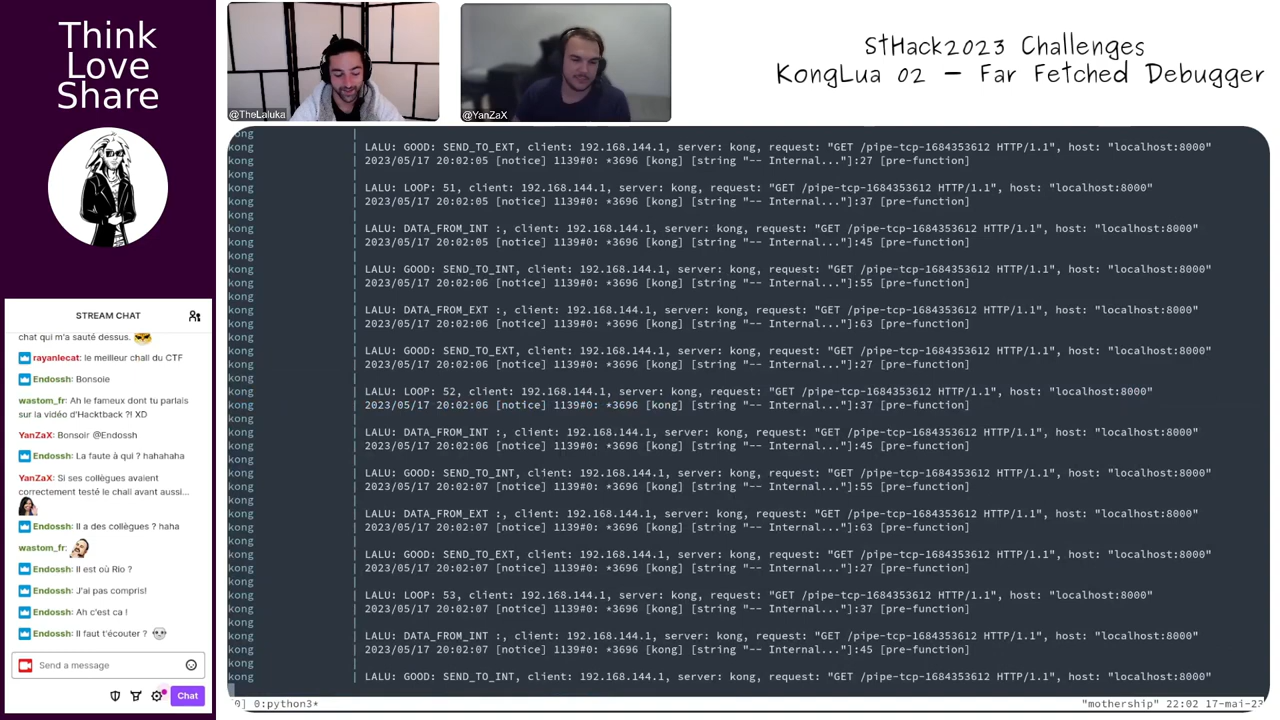 Think
Love
Share
@TheLaluka
@YanZaX
StHack2023 Challenges
KongLua 02 – Far Fetched Debugger
STREAM CHAT
chat qui m'a sauté dessus.
rayanlecat: le meilleur chall du CTF
Endossh: Bonsoie
wastom_fr: Ah le fameux dont tu parlais
sur la vidéo d'Hacktback ?! XD
YanZaX: Bonsoir @Endossh
Endossh: La faute à qui ? hahahaha
YanZaX: Si ses collègues avaient
correctement testé le chall avant aussi...
Endossh: Il a des collègues ? haha
wastom_fr:
Endossh: Il est où Rio ?
Endossh: J'ai pas compris!
Endossh: Ah c'est ca !
Endossh: Il faut t'écouter ?
Send a message
Chat
kong
kong | LALU: GOOD: SEND_TO_EXT, client: 192.168.144.1, server: kong, request: "GET /pipe-tcp-1684353612 HTTP/1.1", host: "localhost:8000"
kong | 2023/05/17 20:02:05 [notice] 1139#0: *3696 [kong] [string "-- Internal..."]:27 [pre-function]
kong
kong | LALU: LOOP: 51, client: 192.168.144.1, server: kong, request: "GET /pipe-tcp-1684353612 HTTP/1.1", host: "localhost:8000"
kong | 2023/05/17 20:02:05 [notice] 1139#0: *3696 [kong] [string "-- Internal..."]:37 [pre-function]
kong
kong | LALU: DATA_FROM_INT :, client: 192.168.144.1, server: kong, request: "GET /pipe-tcp-1684353612 HTTP/1.1", host: "localhost:8000"
kong | 2023/05/17 20:02:05 [notice] 1139#0: *3696 [kong] [string "-- Internal..."]:45 [pre-function]
kong
kong | LALU: GOOD: SEND_TO_INT, client: 192.168.144.1, server: kong, request: "GET /pipe-tcp-1684353612 HTTP/1.1", host: "localhost:8000"
kong | 2023/05/17 20:02:06 [notice] 1139#0: *3696 [kong] [string "-- Internal..."]:55 [pre-function]
kong
kong | LALU: DATA_FROM_EXT :, client: 192.168.144.1, server: kong, request: "GET /pipe-tcp-1684353612 HTTP/1.1", host: "localhost:8000"
kong | 2023/05/17 20:02:06 [notice] 1139#0: *3696 [kong] [string "-- Internal..."]:63 [pre-function]
kong
kong | LALU: GOOD: SEND_TO_EXT, client: 192.168.144.1, server: kong, request: "GET /pipe-tcp-1684353612 HTTP/1.1", host: "localhost:8000"
kong | 2023/05/17 20:02:06 [notice] 1139#0: *3696 [kong] [string "-- Internal..."]:27 [pre-function]
kong
kong | LALU: LOOP: 52, client: 192.168.144.1, server: kong, request: "GET /pipe-tcp-1684353612 HTTP/1.1", host: "localhost:8000"
kong | 2023/05/17 20:02:06 [notice] 1139#0: *3696 [kong] [string "-- Internal..."]:37 [pre-function]
kong
kong | LALU: DATA_FROM_INT :, client: 192.168.144.1, server: kong, request: "GET /pipe-tcp-1684353612 HTTP/1.1", host: "localhost:8000"
kong | 2023/05/17 20:02:06 [notice] 1139#0: *3696 [kong] [string "-- Internal..."]:45 [pre-function]
kong
kong | LALU: GOOD: SEND_TO_INT, client: 192.168.144.1, server: kong, request: "GET /pipe-tcp-1684353612 HTTP/1.1", host: "localhost:8000"
kong | 2023/05/17 20:02:07 [notice] 1139#0: *3696 [kong] [string "-- Internal..."]:55 [pre-function]
kong
kong | LALU: DATA_FROM_EXT :, client: 192.168.144.1, server: kong, request: "GET /pipe-tcp-1684353612 HTTP/1.1", host: "localhost:8000"
kong | 2023/05/17 20:02:07 [notice] 1139#0: *3696 [kong] [string "-- Internal..."]:63 [pre-function]
kong
kong | LALU: GOOD: SEND_TO_EXT, client: 192.168.144.1, server: kong, request: "GET /pipe-tcp-1684353612 HTTP/1.1", host: "localhost:8000"
kong | 2023/05/17 20:02:07 [notice] 1139#0: *3696 [kong] [string "-- Internal..."]:27 [pre-function]
kong
kong | LALU: LOOP: 53, client: 192.168.144.1, server: kong, request: "GET /pipe-tcp-1684353612 HTTP/1.1", host: "localhost:8000"
kong | 2023/05/17 20:02:07 [notice] 1139#0: *3696 [kong] [string "-- Internal..."]:37 [pre-function]
kong
kong | LALU: DATA_FROM_INT :, client: 192.168.144.1, server: kong, request: "GET /pipe-tcp-1684353612 HTTP/1.1", host: "localhost:8000"
kong | 2023/05/17 20:02:07 [notice] 1139#0: *3696 [kong] [string "-- Internal..."]:45 [pre-function]
kong
kong | LALU: GOOD: SEND_TO_INT, client: 192.168.144.1, server: kong, request: "GET /pipe-tcp-1684353612 HTTP/1.1", host: "localhost:8000"
0] 0:python3* "mothership" 22:02 17-mai-23